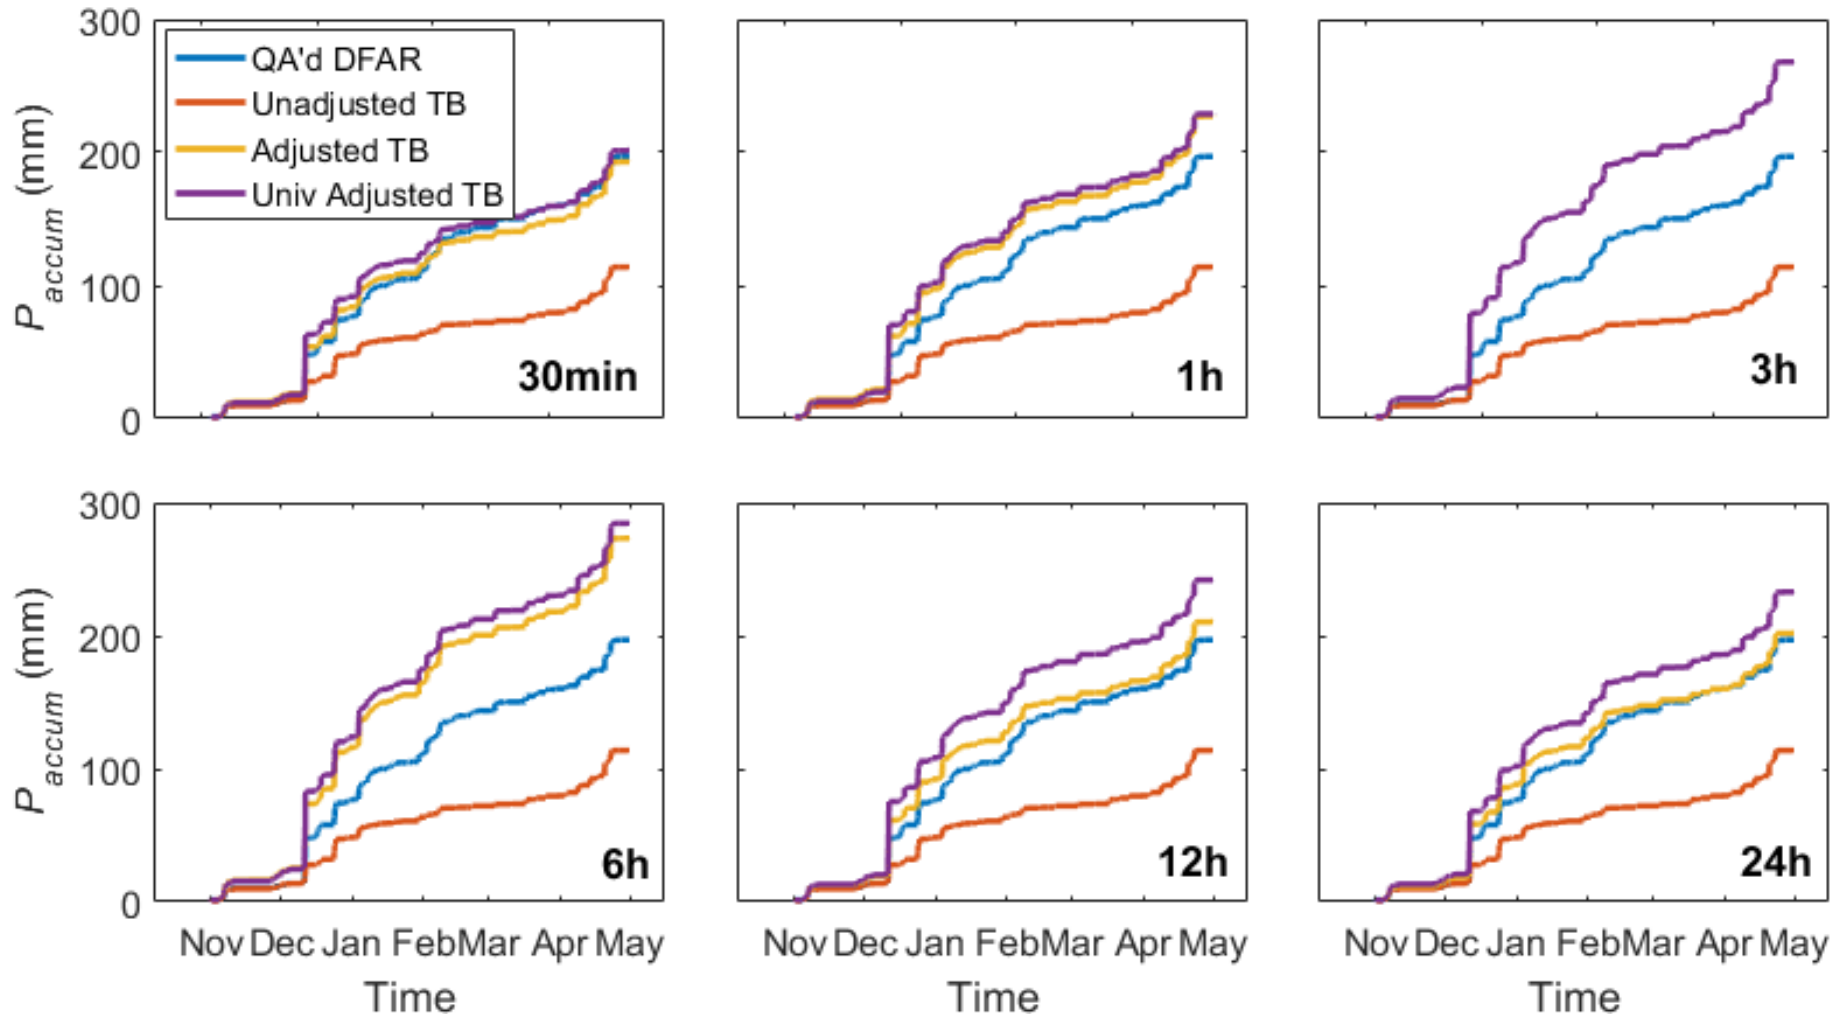 300
200
100
0
P accum (mm)
QA'd DFAR
Unadjusted TB
Adjusted TB
Univ Adjusted TB
30min
1h
3h
300
200
100
0
P accum (mm)
6h
12h
24h
Nov Dec Jan Feb Mar Apr May
Nov Dec Jan Feb Mar Apr May
Nov Dec Jan Feb Mar Apr May
Time
Time
Time